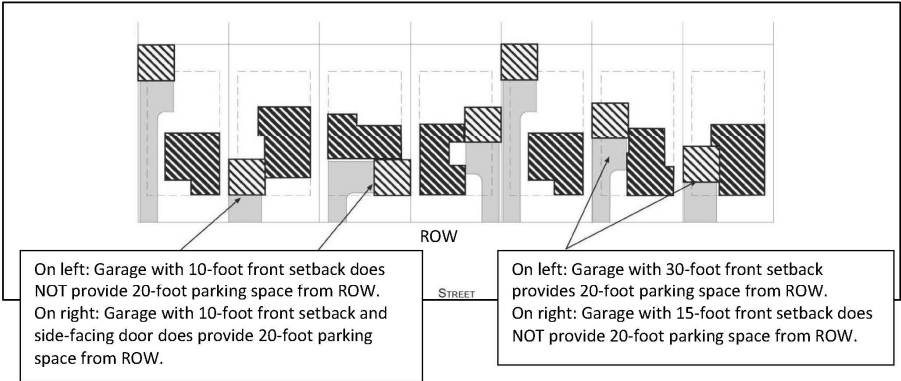 ROW
On left: Garage with 10-foot front setback does
NOT provide 20-foot parking space from ROW.
On right: Garage with 10-foot front setback and
side-facing door does provide 20-foot parking
space from ROW.
STREET
On left: Garage with 30-foot front setback
provides 20-foot parking space from ROW.
On right: Garage with 15-foot front setback does
NOT provide 20-foot parking space from ROW.